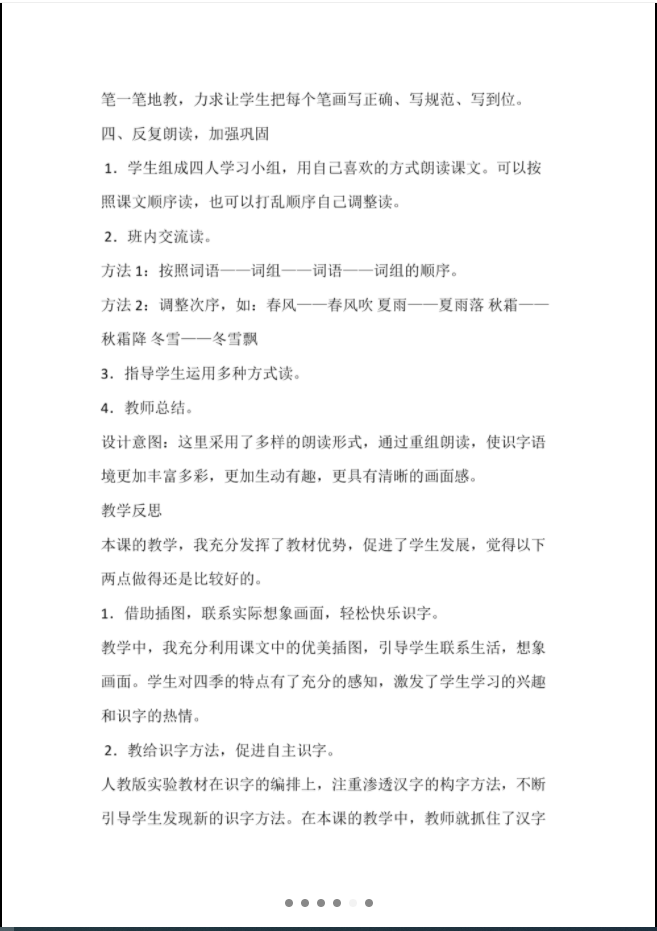 笔一笔地教，力求让学生把每个笔画写正确、写规范、写到位。
四、反复朗读，加强巩固
1．学生组成四人学习小组，用自己喜欢的方式朗读课文。可以按
照课文顺序读，也可以打乱顺序自己调整读。
2．班内交流读。
方法 1：按照词语——词组——词语——词组的顺序。
方法 2：调整次序，如：春风——春风吹 夏雨——夏雨落 秋霜——
秋霜降 冬雪——冬雪飘
3．指导学生运用多种方式读。
4．教师总结。
设计意图：这里采用了多样的朗读形式，通过重组朗读，使识字语
境更加丰富多彩，更加生动有趣，更具有清晰的画面感。
教学反思
本课的教学，我充分发挥了教材优势，促进了学生发展，觉得以下
两点做得还是比较好的。
1．借助插图，联系实际想象画面，轻松快乐识字。
教学中，我充分利用课文中的优美插图，引导学生联系生活，想象
画面。学生对四季的特点有了充分的感知，激发了学生学习的兴趣
和识字的热情。
2．教给识字方法，促进自主识字。
人教版实验教材在识字的编排上，注重渗透汉字的构字方法，不断
引导学生发现新的识字方法。在本课的教学中，教师就抓住了汉字